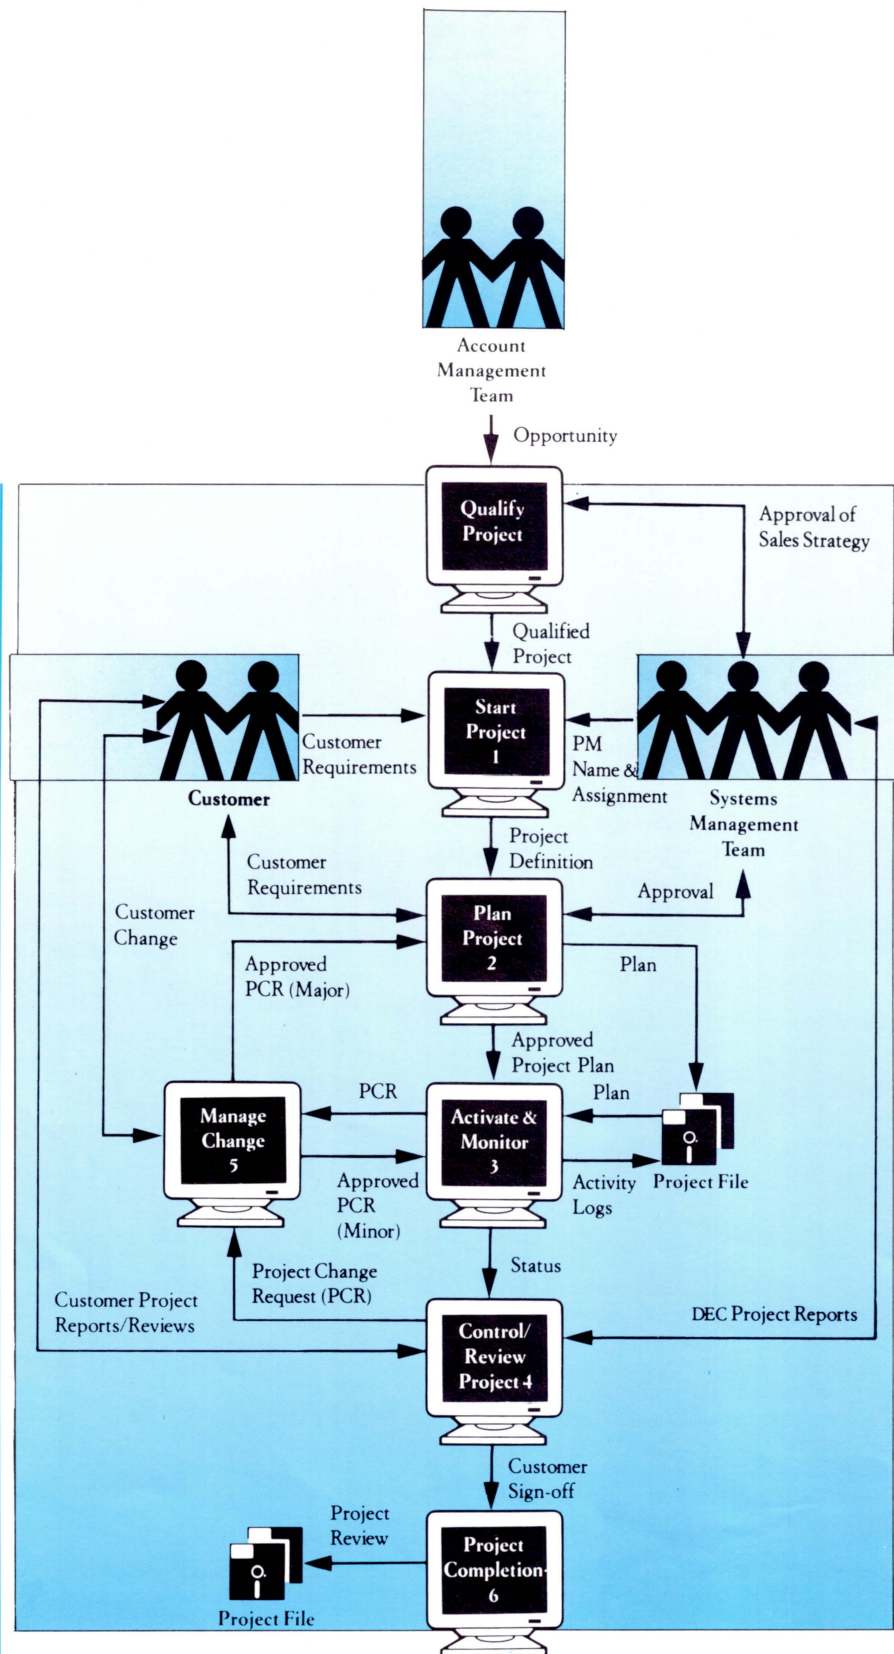 Account
Management
Team
Opportunity
Qualify
Project
Approval of
Sales Strategy
Qualified
Project
Start
Project
1
Customer
Requirements
PM
Name &
Assignment
Customer
Systems
Management
Team
Project
Definition
Customer
Requirements
Approval
Customer
Change
Plan
Project
2
Approved
PCR (Major)
Plan
Approved
Project Plan
PCR
Plan
Manage
Change
5
Activate &
Monitor
3
Approved
PCR
(Minor)
Activity
Logs
Project File
Status
Project Change
Request (PCR)
Customer Project
Reports/Reviews
DEC Project Reports
Control/
Review
Project 4
Customer
Sign-off
Project
Review
Project
Completion-
6
Project File